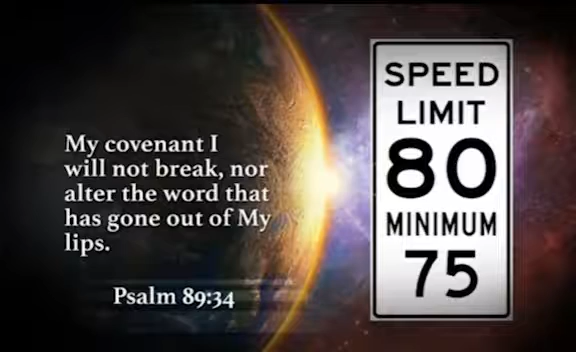 My covenant I
will not break, nor
alter the word that
has gone out of My
lips.
Psalm 89:34
SPEED
LIMIT
80
MINIMUM
75